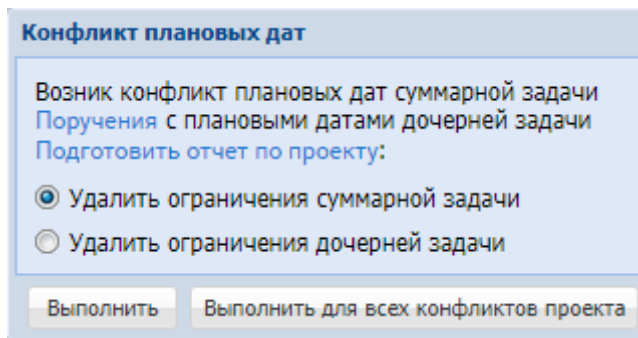 Конфликт плановых дат
Возник конфликт плановых дат суммарной задачи
Поручения с плановыми датами дочерней задачи
Подготовить отчет по проекту:
Удалить ограничения суммарной задачи
Удалить ограничения дочерней задачи
Выполнить
Выполнить для всех конфликтов проекта